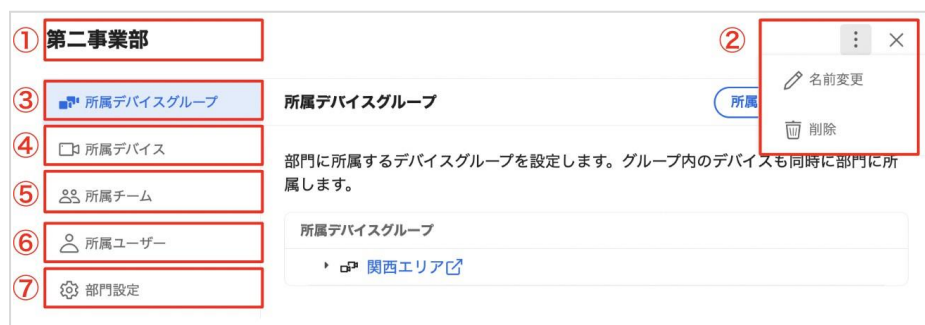 ① 第二事業部
②
名前変更
削除
③ 所属デバイスグループ
④ 所属デバイス
⑤ 所属チーム
⑥ 所属ユーザー
⑦ 部門設定
所属デバイスグループ
所属
部門に所属するデバイスグループを設定します。グループ内のデバイスも同時に部門に所
属します。
所属デバイスグループ
関西エリア